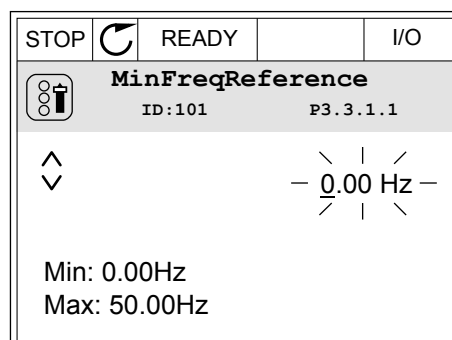 STOP READY I/O
MinFreqReference
ID:101 P3.3.1.1
0.00 Hz
Min: 0.00Hz
Max: 50.00Hz